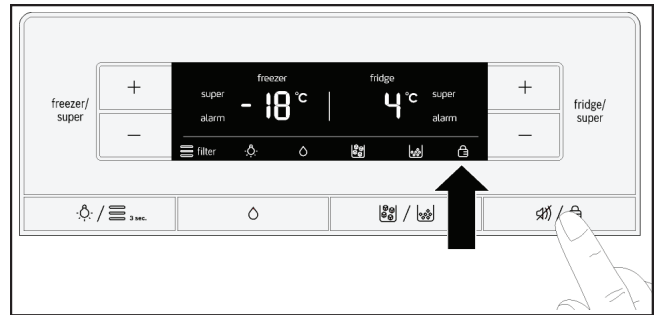 freezer/
super
+
−
freezer
fridge
super
alarm
- 18 °C
4 °C
super
alarm
filter
+
−
fridge/
super
/ 3 sec.
/
/